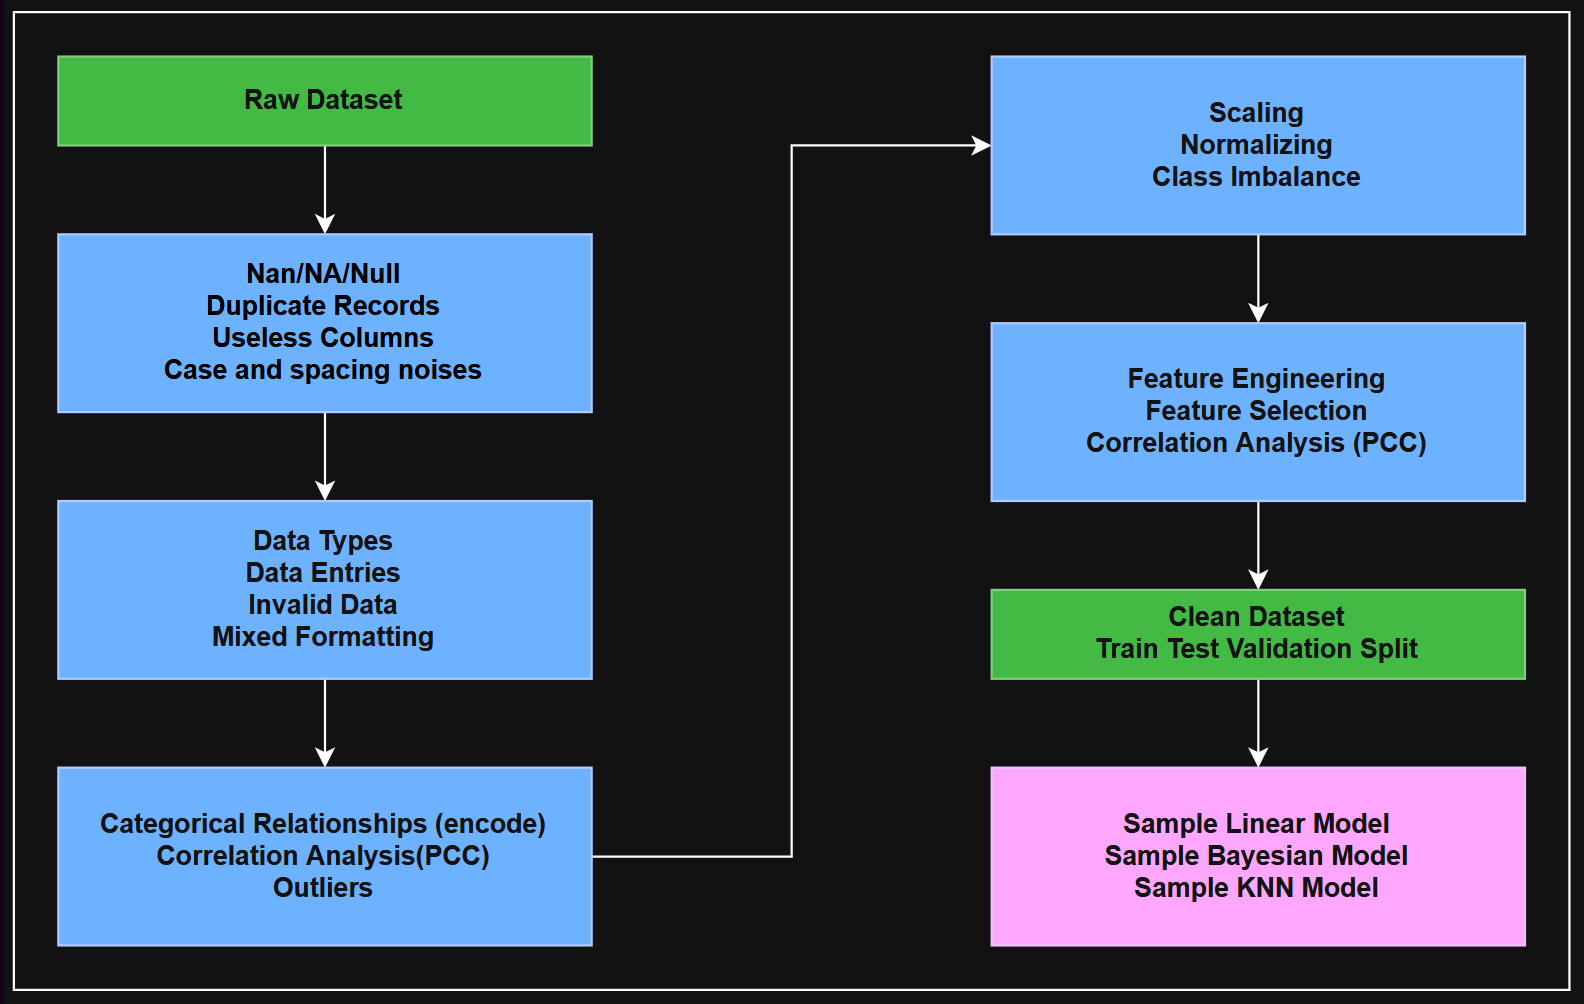 Raw Dataset
Nan/NA/Null
Duplicate Records
Useless Columns
Case and spacing noises
Data Types
Data Entries
Invalid Data
Mixed Formatting
Categorical Relationships (encode)
Correlation Analysis(PCC)
Outliers
Scaling
Normalizing
Class Imbalance
Feature Engineering
Feature Selection
Correlation Analysis (PCC)
Clean Dataset
Train Test Validation Split
Sample Linear Model
Sample Bayesian Model
Sample KNN Model